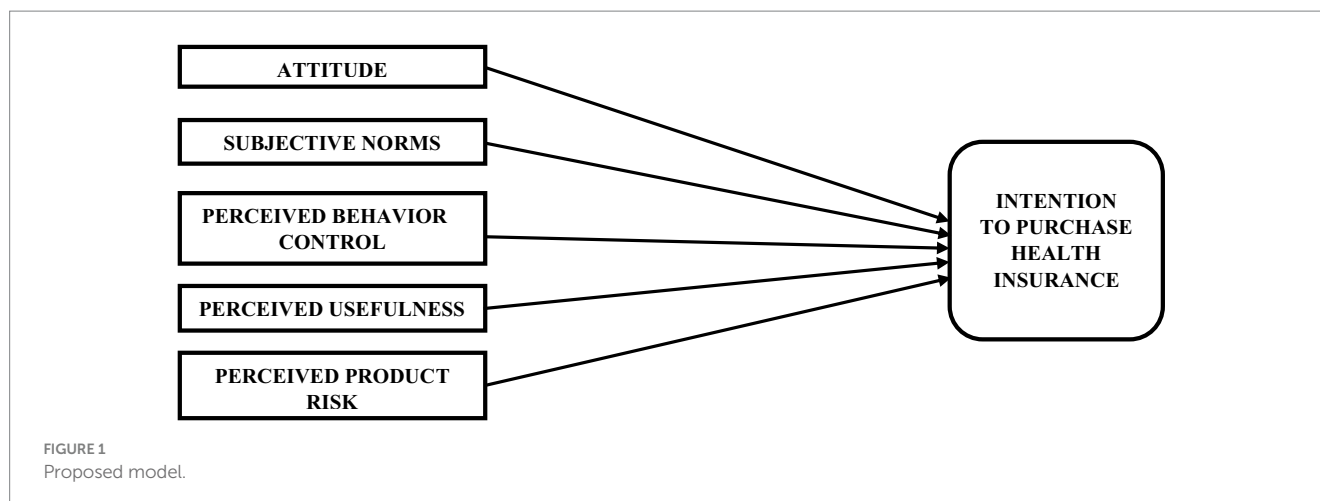 ATTITUDE
SUBJECTIVE NORMS
PERCEIVED BEHAVIOR
CONTROL
PERCEIVED USEFULNESS
PERCEIVED PRODUCT
RISK
INTENTION
TO PURCHASE
HEALTH
INSURANCE
FIGURE 1
Proposed model.